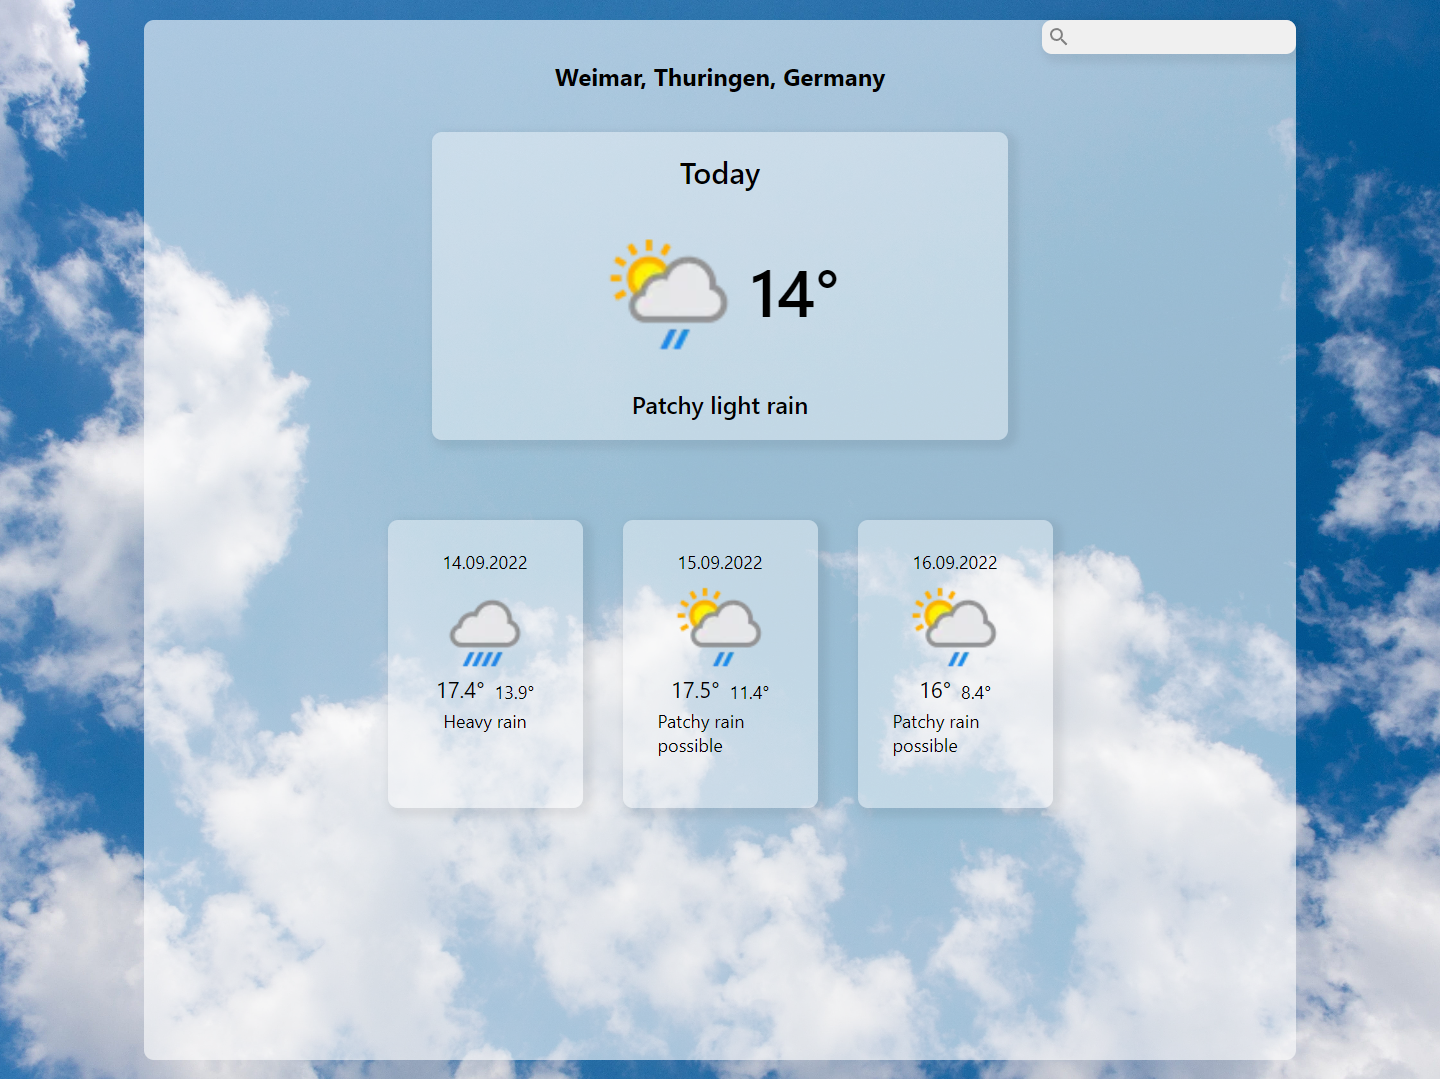 Weimar, Thuringen, Germany
Today
14°
Patchy light rain
14.09.2022
17.4° 13.9°
Heavy rain
15.09.2022
17.5° 11.4°
Patchy rain
possible
16.09.2022
16° 8.4°
Patchy rain
possible